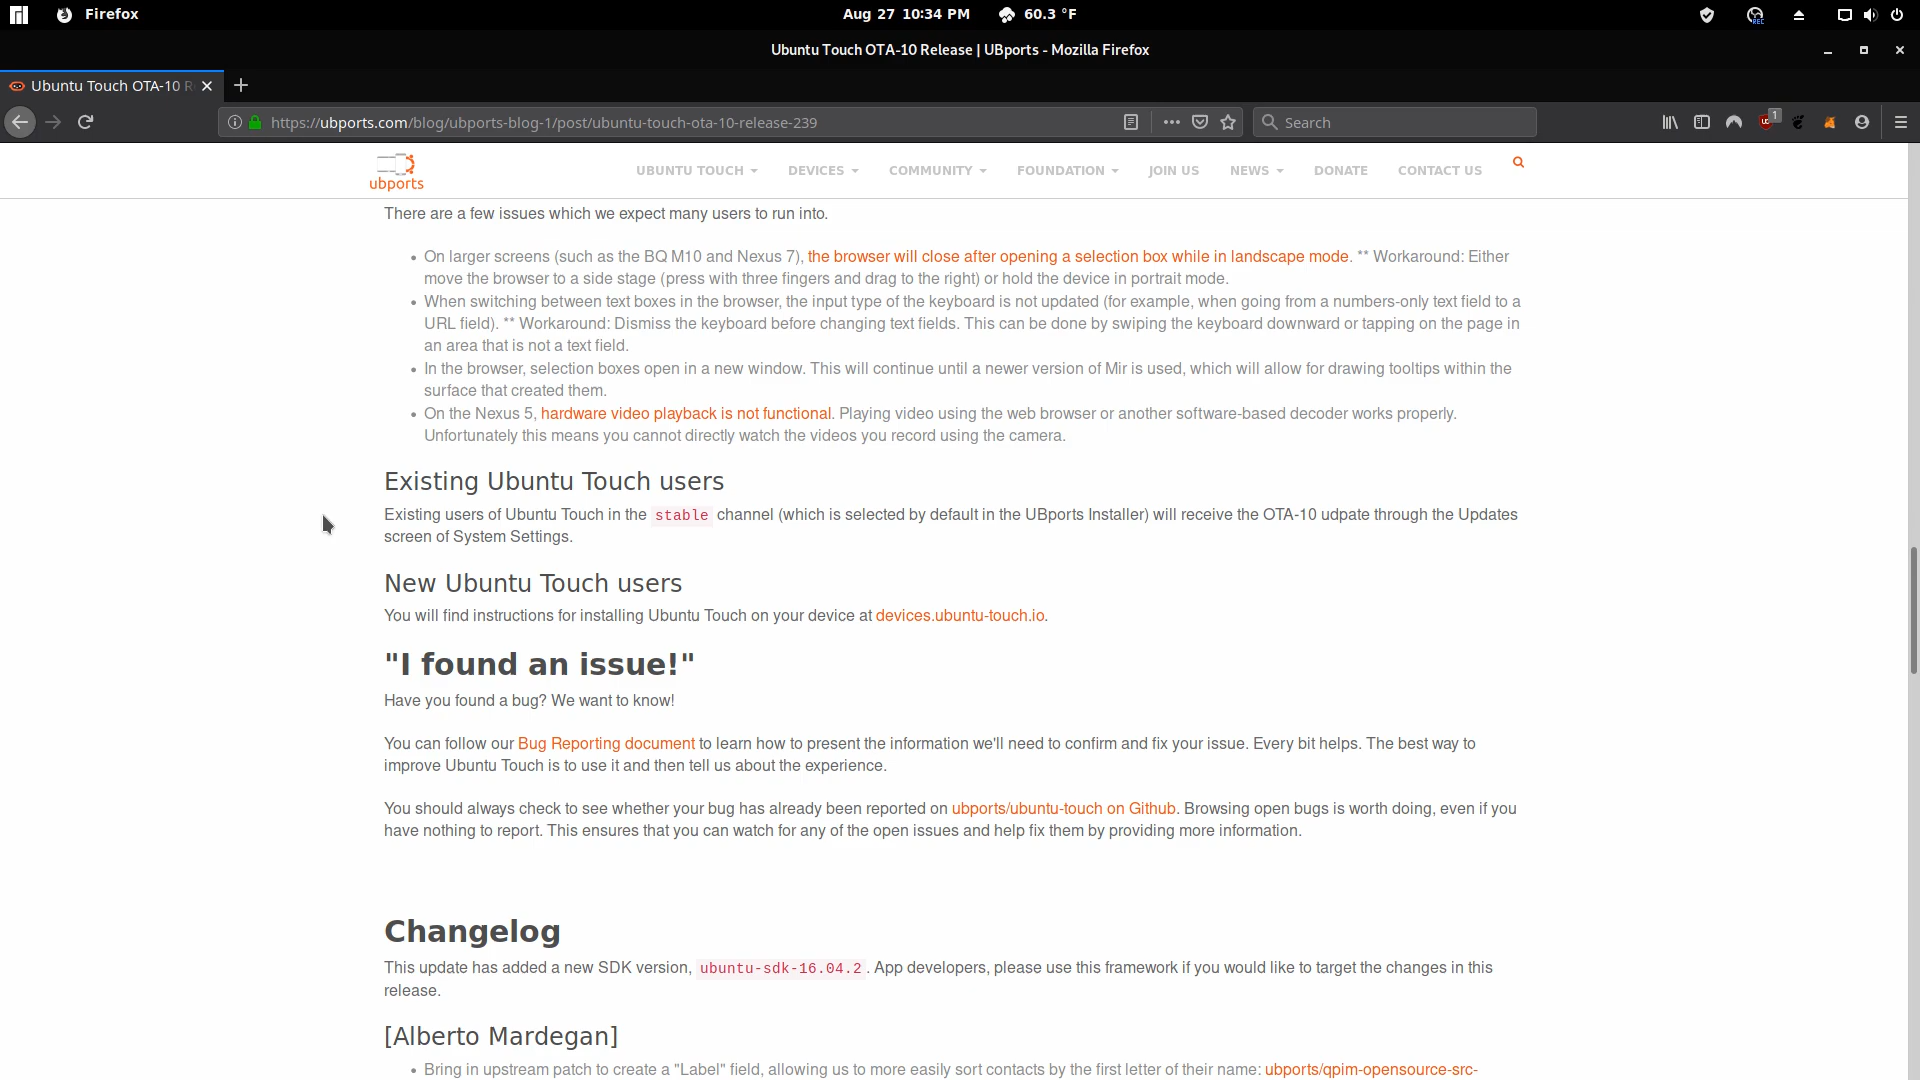 Firefox
Aug 27 10:34 PM 60.3 °F
REC
Ubuntu Touch OTA-10 Release | UBports - Mozilla Firefox
Ubuntu Touch OTA-10 R
https://ubports.com/blog/ubports-blog-1/post/ubuntu-touch-ota-10-release-239
Search
1
ubports
UBUNTU TOUCH DEVICES COMMUNITY FOUNDATION JOIN US NEWS DONATE CONTACT US
There are a few issues which we expect many users to run into.
• On larger screens (such as the BQ M10 and Nexus 7), the browser will close after opening a selection box while in landscape mode. ** Workaround: Either
move the browser to a side stage (press with three fingers and drag to the right) or hold the device in portrait mode.
• When switching between text boxes in the browser, the input type of the keyboard is not updated (for example, when going from a numbers-only text field to a
URL field). ** Workaround: Dismiss the keyboard before changing text fields. This can be done by swiping the keyboard downward or tapping on the page in
an area that is not a text field.
• In the browser, selection boxes open in a new window. This will continue until a newer version of Mir is used, which will allow for drawing tooltips within the
surface that created them.
• On the Nexus 5, hardware video playback is not functional. Playing video using the web browser or another software-based decoder works properly.
Unfortunately this means you cannot directly watch the videos you record using the camera.
Existing Ubuntu Touch users
Existing users of Ubuntu Touch in the stable channel (which is selected by default in the UBports Installer) will receive the OTA-10 udpate through the Updates
screen of System Settings.
New Ubuntu Touch users
You will find instructions for installing Ubuntu Touch on your device at devices.ubuntu-touch.io.
"I found an issue!"
Have you found a bug? We want to know!
You can follow our Bug Reporting document to learn how to present the information we'll need to confirm and fix your issue. Every bit helps. The best way to
improve Ubuntu Touch is to use it and then tell us about the experience.
You should always check to see whether your bug has already been reported on ubports/ubuntu-touch on Github. Browsing open bugs is worth doing, even if you
have nothing to report. This ensures that you can watch for any of the open issues and help fix them by providing more information.
Changelog
This update has added a new SDK version, ubuntu-sdk-16.04.2. App developers, please use this framework if you would like to target the changes in this
release.
[Alberto Mardegan]
• Bring in upstream patch to create a "Label" field, allowing us to more easily sort contacts by the first letter of their name: ubports/qpim-opensource-src-